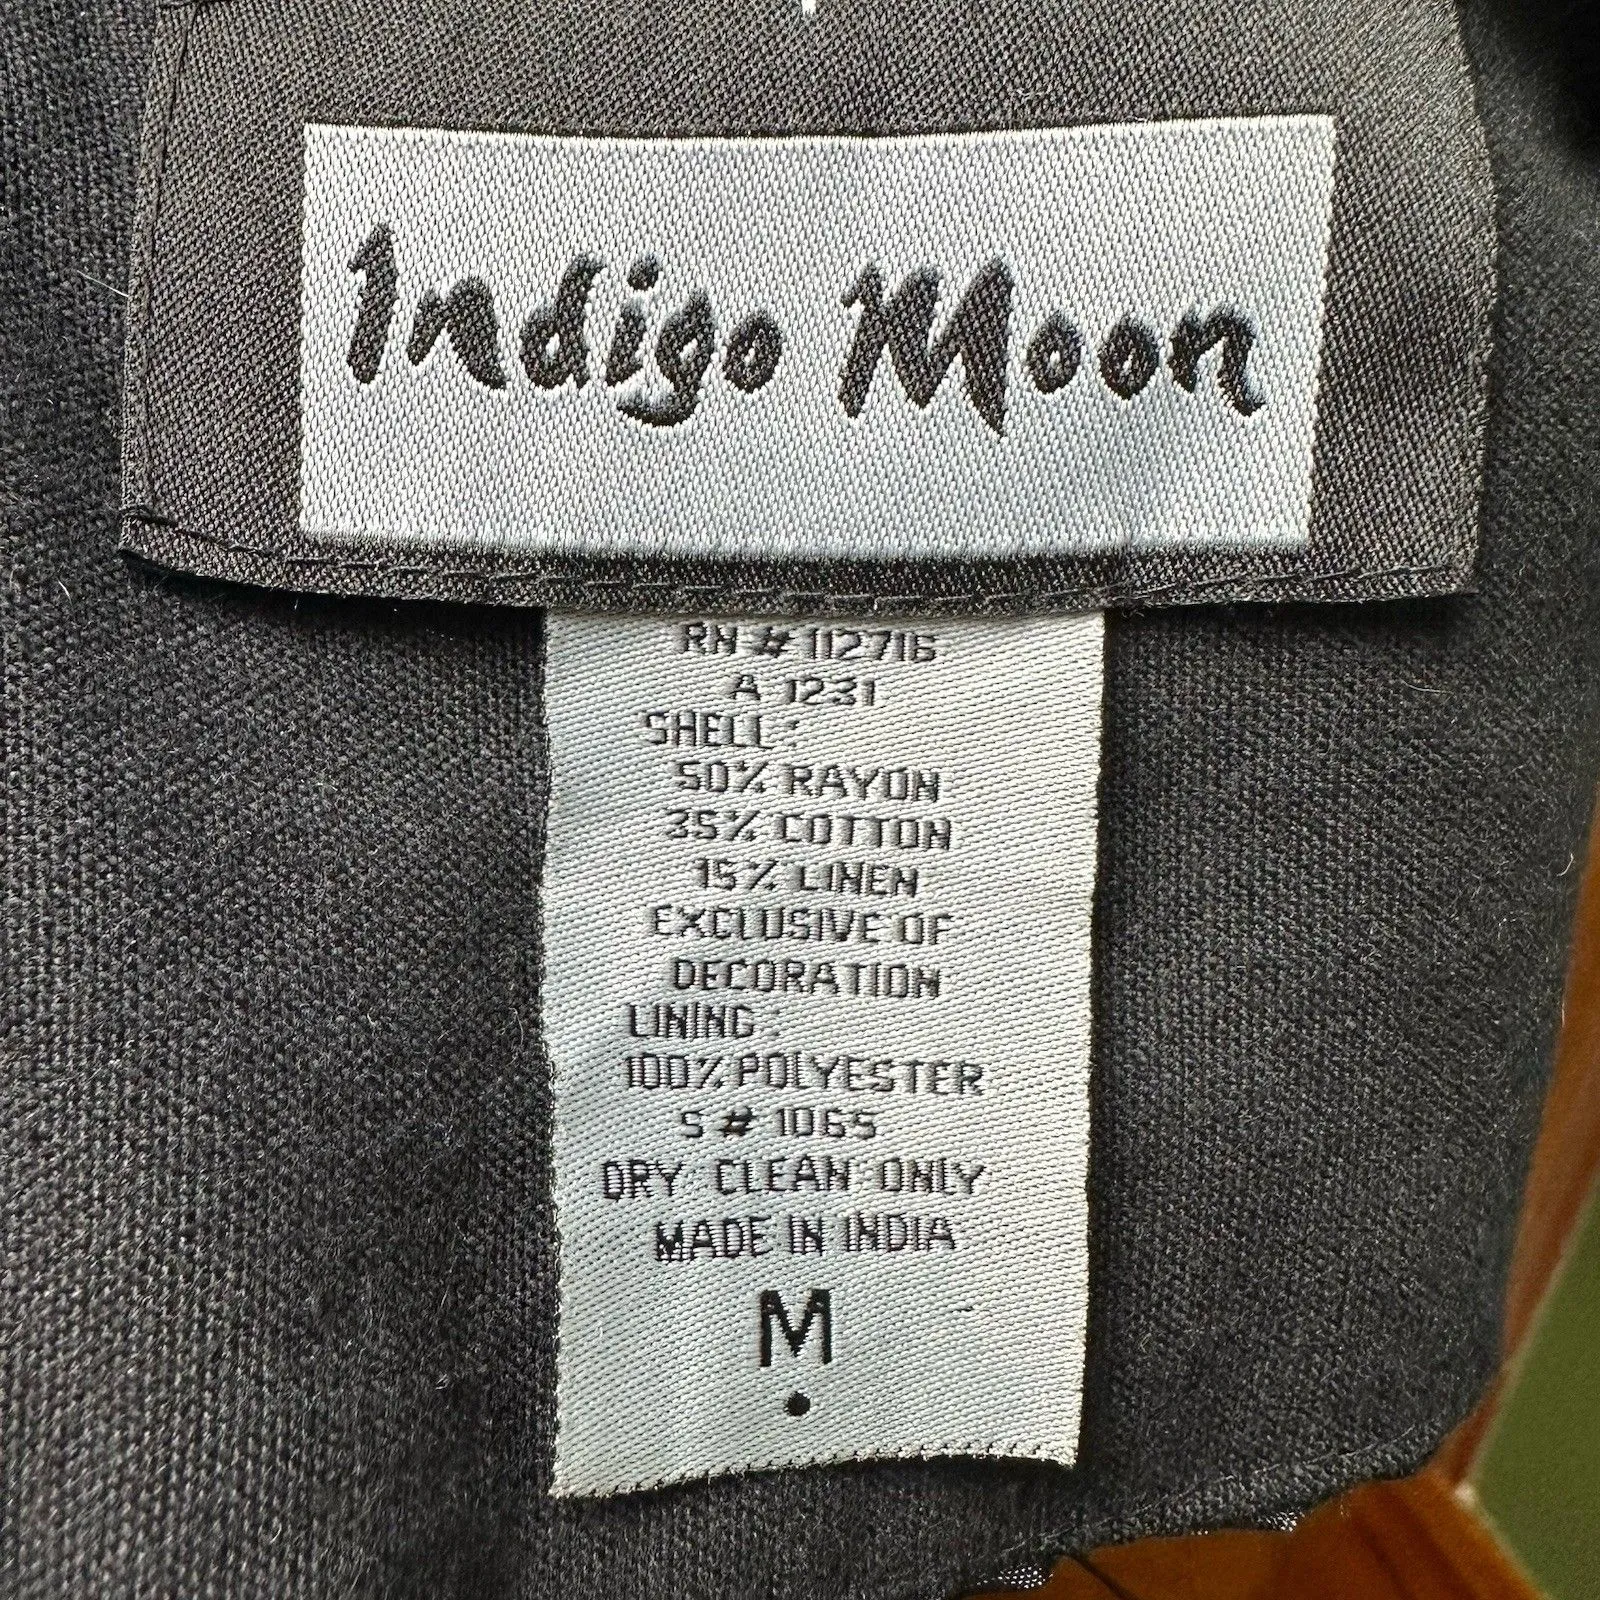 Indigo Moon
RN # 112716
A 1231
SHELL:
50% RAYON
35% COTTON
15% LINEN
EXCLUSIVE OF
DECORATION
LINING:
100% POLYESTER
S # 1065
DRY CLEAN ONLY
MADE IN INDIA
M